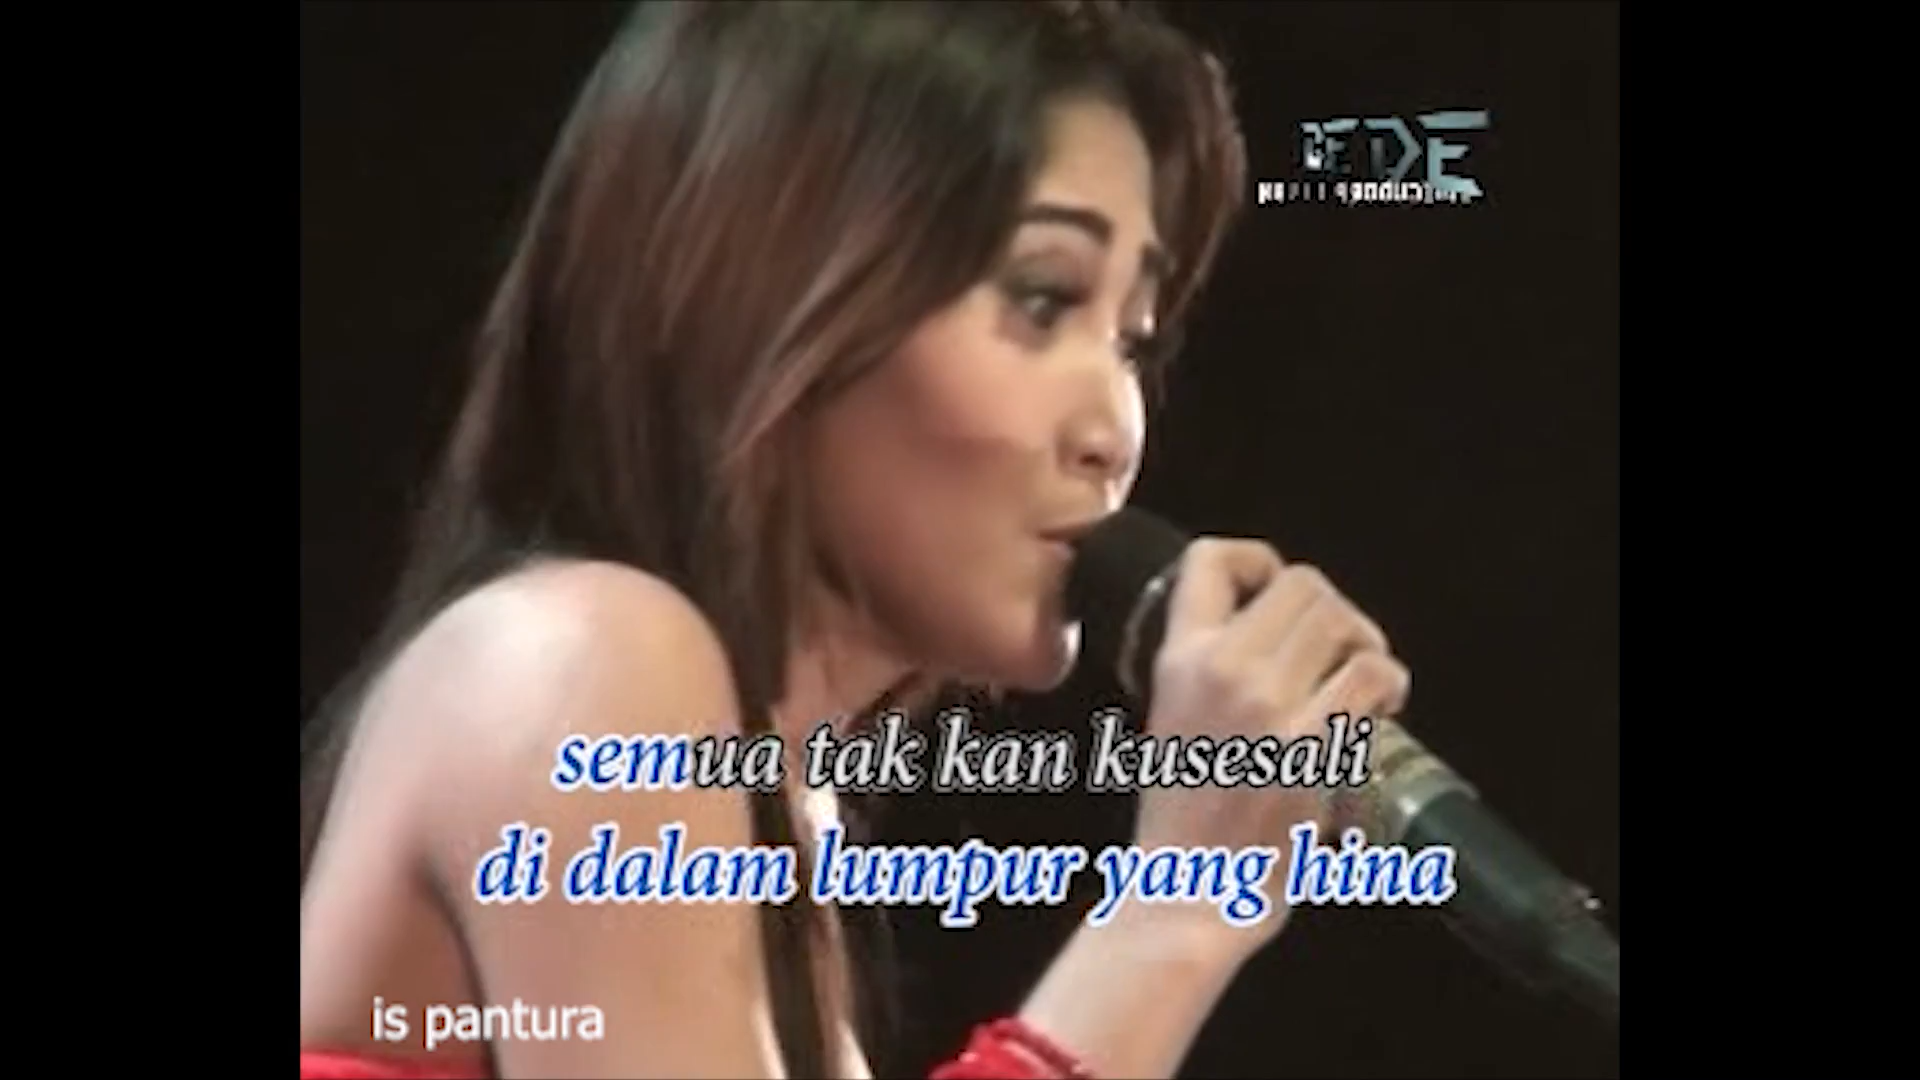 semua tak kan kusesali
di dalam lumpur yang hina
is pantura